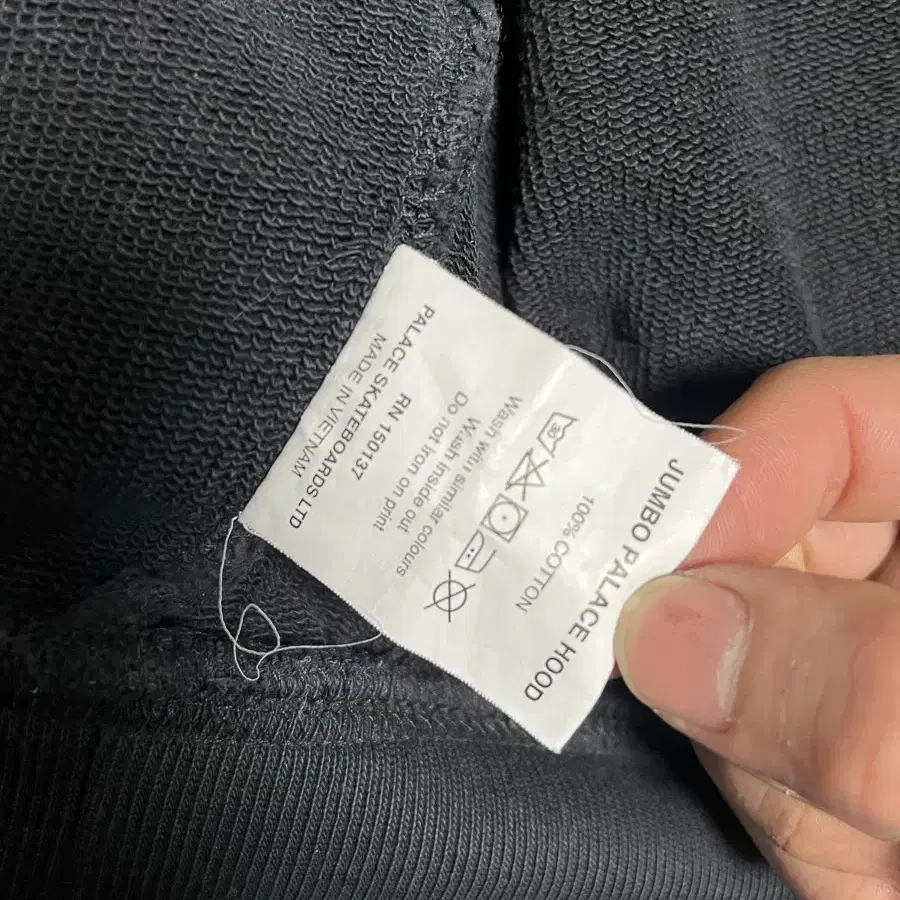 JUMBO PALACE HOOD
100% COTTON
30
Wash with similar colours
Wash inside out
Do not iron on print
RN 150137
PALACE SKATEBOARDS LTD
MADE IN VIETNAM